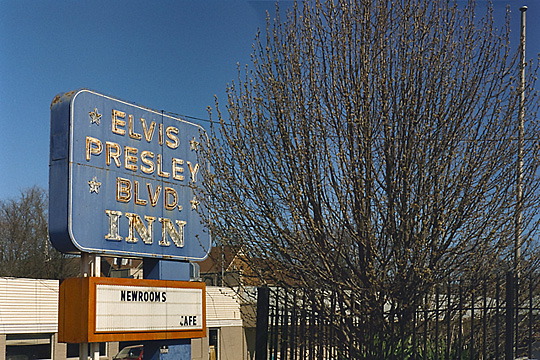 ELVIS
PRESLEY
BLVD.
INN
NEWROOMS
CAFE